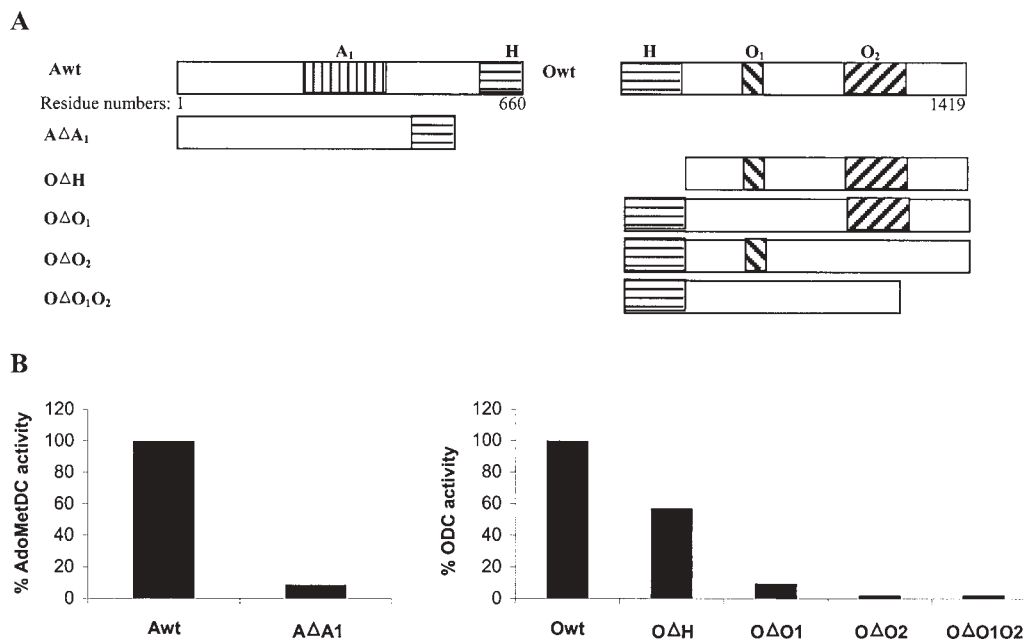 A
A₁ H H O₁ O₂
Awt Owt
Residue numbers: 1 660 1419
AΔA₁
OΔH
OΔO₁
OΔO₂
OΔO₁O₂
B
% AdoMetDC activity
120
100
80
60
40
20
0
Awt AΔA1
% ODC activity
120
100
80
60
40
20
0
Owt OΔH OΔO1 OΔO2 OΔO1O2